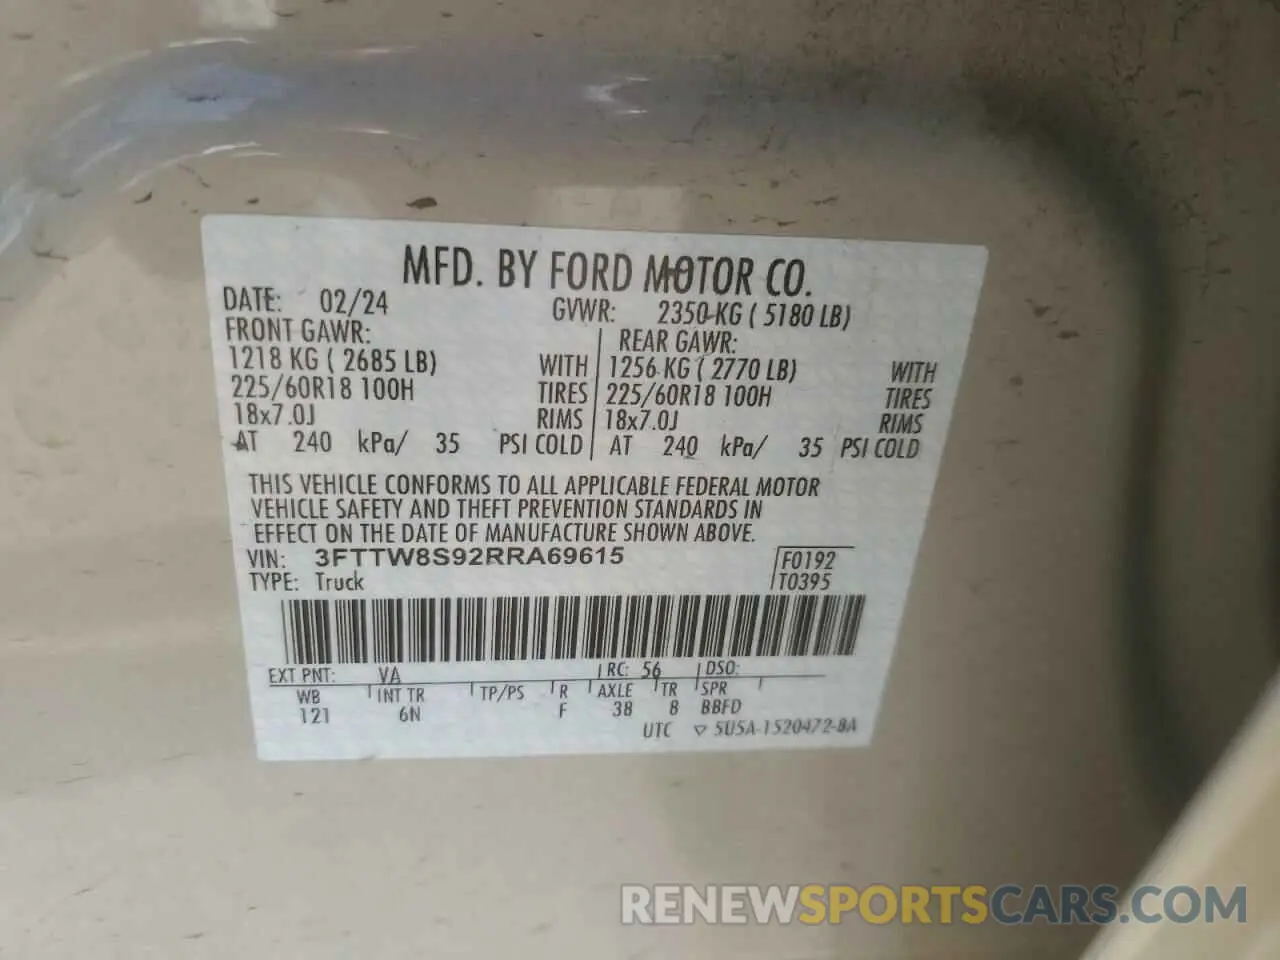 MFD. BY FORD MOTOR CO.
DATE: 02/24 GVWR: 2350 KG ( 5180 LB)
FRONT GAWR: REAR GAWR:
1218 KG ( 2685 LB) WITH 1256 KG ( 2770 LB) WITH
225/60R18 100H TIRES 225/60R18 100H TIRES
18x7.0J RIMS 18x7.0J RIMS
AT 240 kPa/ 35 PSI COLD AT 240 kPa/ 35 PSI COLD
THIS VEHICLE CONFORMS TO ALL APPLICABLE FEDERAL MOTOR
VEHICLE SAFETY AND THEFT PREVENTION STANDARDS IN
EFFECT ON THE DATE OF MANUFACTURE SHOWN ABOVE.
VIN: 3FTTW8S92RRA69615 F0192
TYPE: Truck T0395
EXT PNT: VA RC: 56 DSO:
WB INT TR TP/PS R AXLE TR SPR
121 6N F 38 8 BBFD
UTC ▽ 5U5A-1520472-BA
RENEWSPORTSCARS.COM